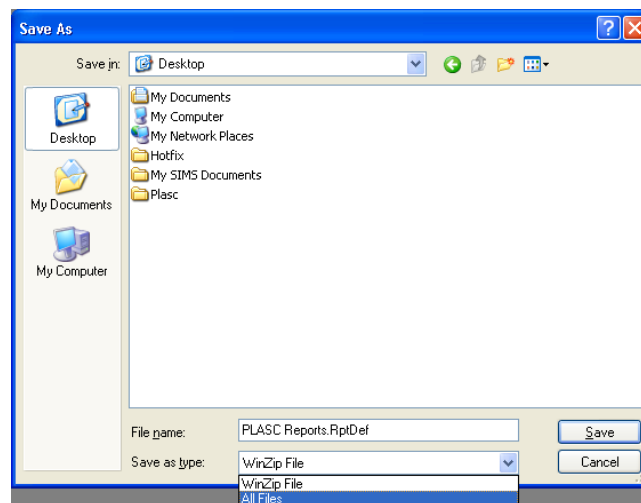 Save As
Save in: Desktop
My Documents
My Computer
My Network Places
Hotfix
My SIMS Documents
Plasc
Desktop
My Documents
My Computer
File name: PLASC Reports.RptDef Save
Save as type: WinZip File Cancel
WinZip File
All Files